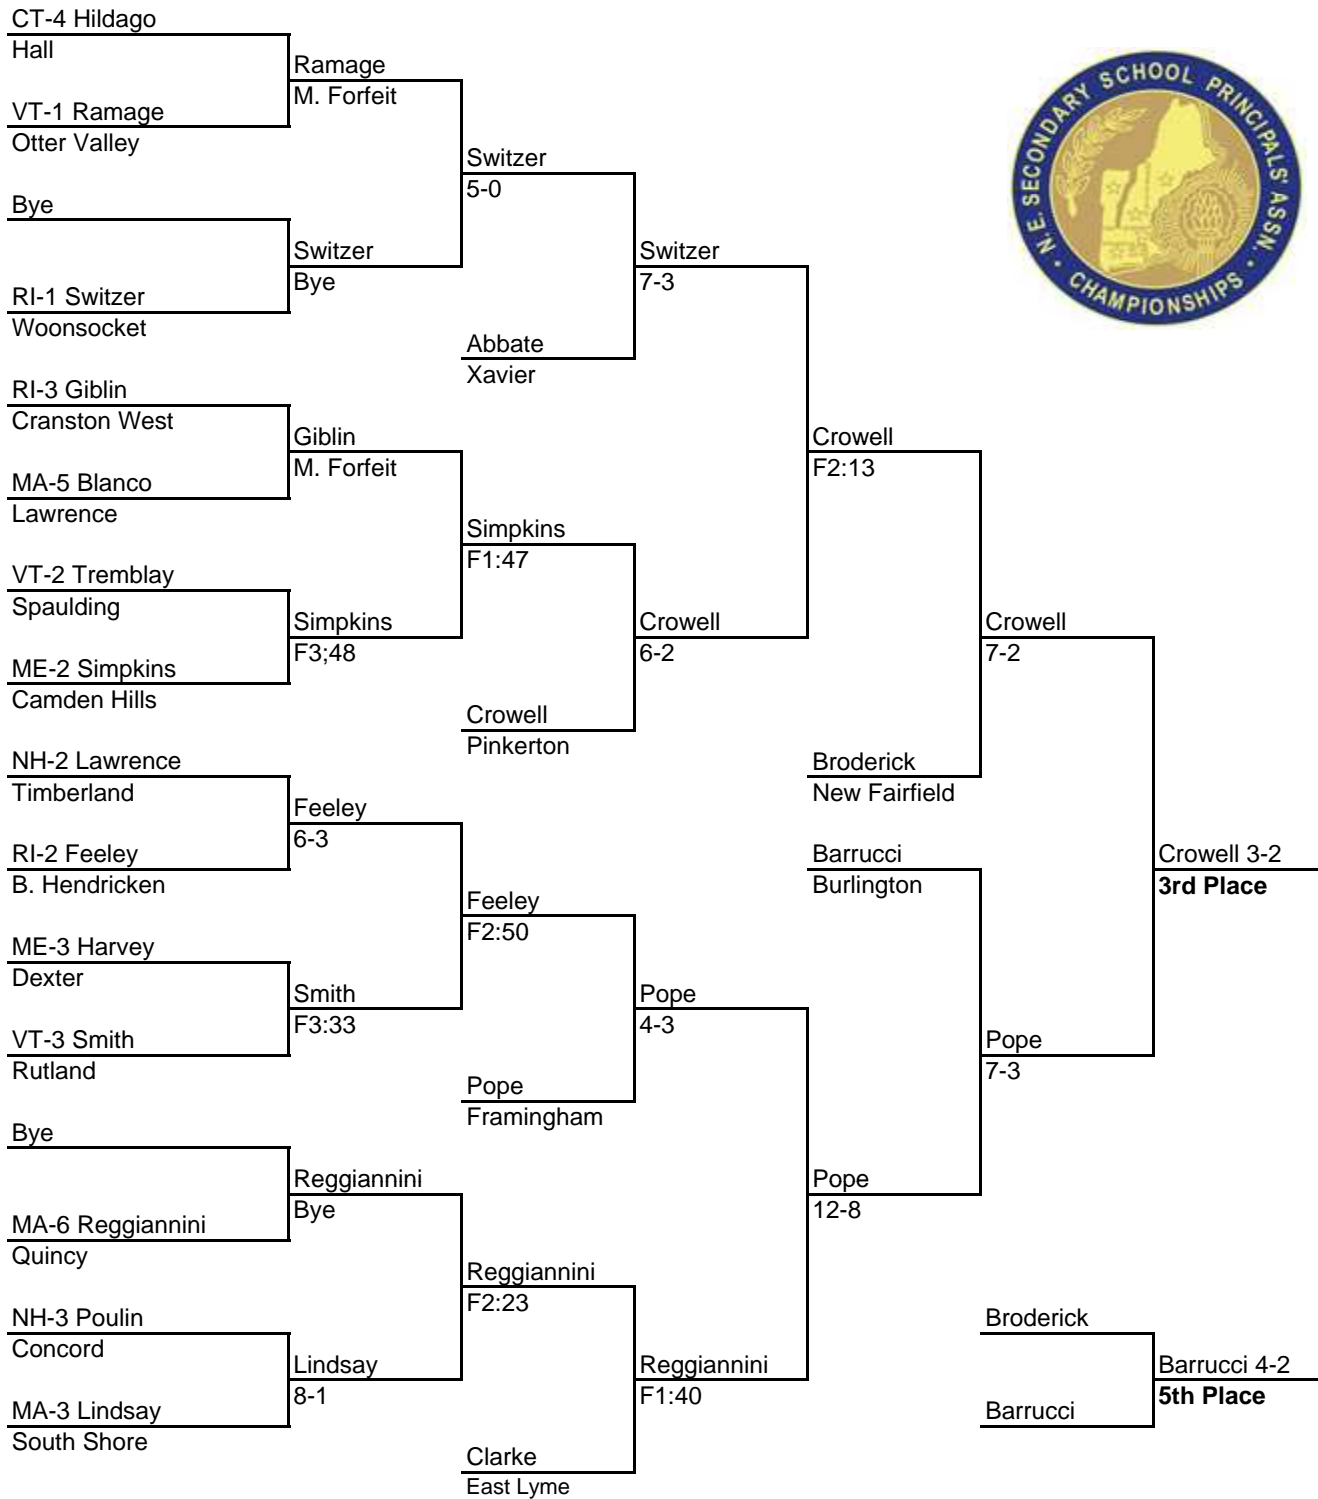 CT-4 Hildago
Hall
VT-1 Ramage
Otter Valley
Bye
RI-1 Switzer
Woonsocket
RI-3 Giblin
Cranston West
MA-5 Blanco
Lawrence
VT-2 Tremblay
Spaulding
ME-2 Simpkins
Camden Hills
NH-2 Lawrence
Timberland
RI-2 Feeley
B. Hendricken
ME-3 Harvey
Dexter
VT-3 Smith
Rutland
Bye
MA-6 Reggiannini
Quincy
NH-3 Poulin
Concord
MA-3 Lindsay
South Shore
Ramage
M. Forfeit
Switzer
Bye
Giblin
M. Forfeit
Simpkins
F3;48
Feeley
6-3
Smith
F3:33
Reggiannini
Bye
Lindsay
8-1
Switzer
5-0
Abbate
Xavier
Simpkins
F1:47
Crowell
Pinkerton
Feeley
F2:50
Pope
Framingham
Reggiannini
F2:23
Clarke
East Lyme
Switzer
7-3
Crowell
6-2
Pope
4-3
Reggiannini
F1:40
Crowell
F2:13
Broderick
New Fairfield
Barrucci
Burlington
Pope
12-8
Crowell
7-2
Pope
7-3
Broderick
Barrucci
Crowell 3-2
3rd Place
Barrucci 4-2
5th Place
N.E. SECONDARY SCHOOL PRINCIPALS' ASSN.
• CHAMPIONSHIPS •